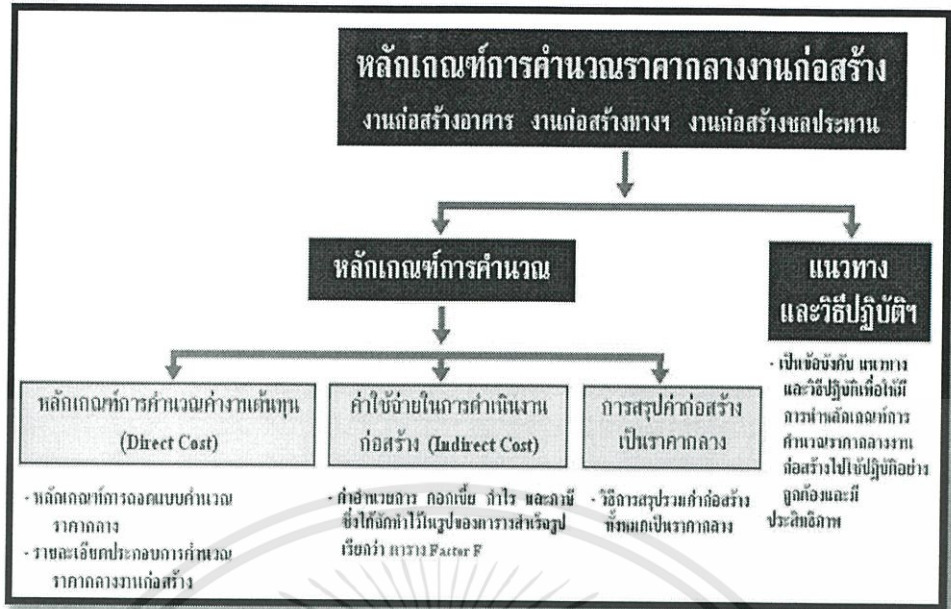 หลักเกณฑ์การคำนวณราคากลางงานก่อสร้าง
งานก่อสร้างอาคาร งานก่อสร้างทางฯ งานก่อสร้างชลประทาน
หลักเกณฑ์การคำนวณ
แนวทาง
และวิธีปฏิบัติฯ
หลักเกณฑ์การคำนวณค่างานต้นทุน
(Direct Cost)
ค่าใช้จ่ายในการดำเนินงาน
ก่อสร้าง (Indirect Cost)
การสรุปค่าก่อสร้าง
เป็นราคากลาง
- เป็นข้อบังคับ แนวทาง
และวิธีปฏิบัติเพื่อให้มี
การนำหลักเกณฑ์การ
คำนวณราคากลางงาน
ก่อสร้างไปใช้ปฏิบัติอย่าง
ถูกต้องและมี
ประสิทธิภาพ
- หลักเกณฑ์การถอดแบบคำนวณ
ราคากลาง
- รายละเอียดประกอบการคำนวณ
ราคากลางงานก่อสร้าง
- ค่าอำนวยการ ดอกเบี้ย กำไร และภาษี
ซึ่งได้จัดทำไว้ในรูปของตารางสำเร็จรูป
เรียกว่า ตาราง Factor F
- วิธีการสรุปรวมค่าก่อสร้าง
ทั้งหมดเป็นราคากลาง